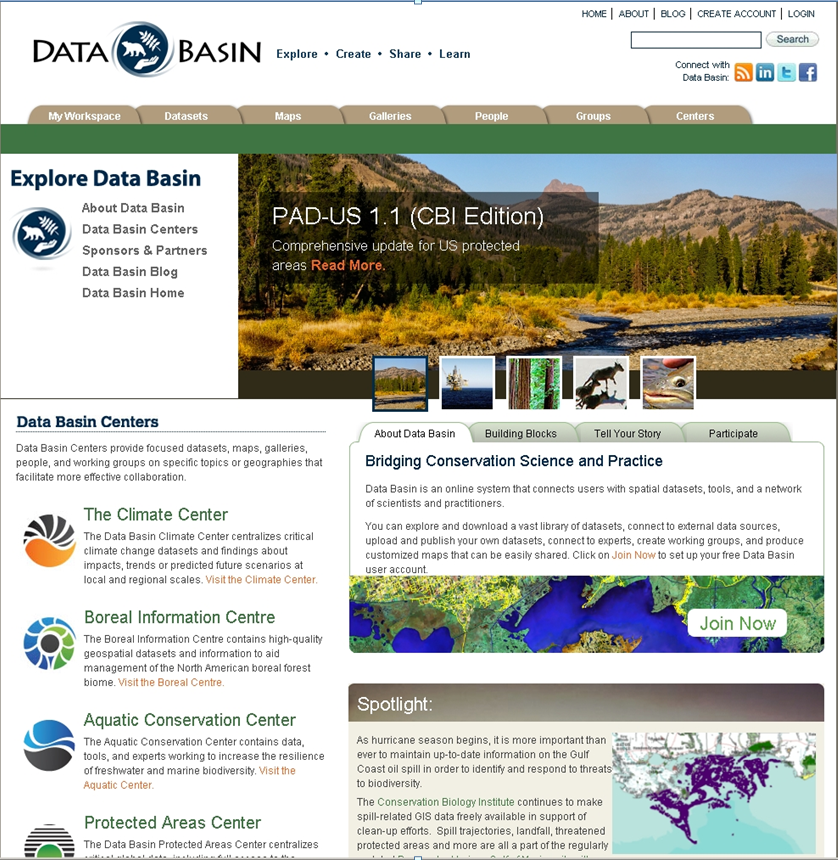 HOME | ABOUT | BLOG | CREATE ACCOUNT | LOGIN
DATA BASIN
Explore • Create • Share • Learn
Search
Connect with
Data Basin:
My Workspace
Datasets
Maps
Galleries
People
Groups
Centers
Explore Data Basin
About Data Basin
Data Basin Centers
Sponsors & Partners
Data Basin Blog
Data Basin Home
PAD-US 1.1 (CBI Edition)
Comprehensive update for US protected
areas Read More.
Data Basin Centers
Data Basin Centers provide focused datasets, maps, galleries,
people, and working groups on specific topics or geographies that
facilitate more effective collaboration.
The Climate Center
The Data Basin Climate Center centralizes critical
climate change datasets and findings about
impacts, trends or predicted future scenarios at
local and regional scales. Visit the Climate Center.
Boreal Information Centre
The Boreal Information Centre contains high-quality
geospatial datasets and information to aid
management of the North American boreal forest
biome. Visit the Boreal Centre.
Aquatic Conservation Center
The Aquatic Conservation Center contains data,
tools, and experts working to increase the resilience
of freshwater and marine biodiversity. Visit the
Aquatic Center.
Protected Areas Center
The Data Basin Protected Areas Center centralizes
About Data Basin
Building Blocks
Tell Your Story
Participate
Bridging Conservation Science and Practice
Data Basin is an online system that connects users with spatial datasets, tools, and a network
of scientists and practitioners.
You can explore and download a vast library of datasets, connect to external data sources,
upload and publish your own datasets, connect to experts, create working groups, and produce
customized maps that can be easily shared. Click on Join Now to set up your free Data Basin
user account.
Join Now
Spotlight:
As hurricane season begins, it is more important than
ever to maintain up-to-date information on the Gulf
Coast oil spill in order to identify and respond to threats
to biodiversity.
The Conservation Biology Institute continues to make
spill-related GIS data freely available in support of
clean-up efforts. Spill trajectories, landfall, threatened
protected areas and more are all a part of the regularly